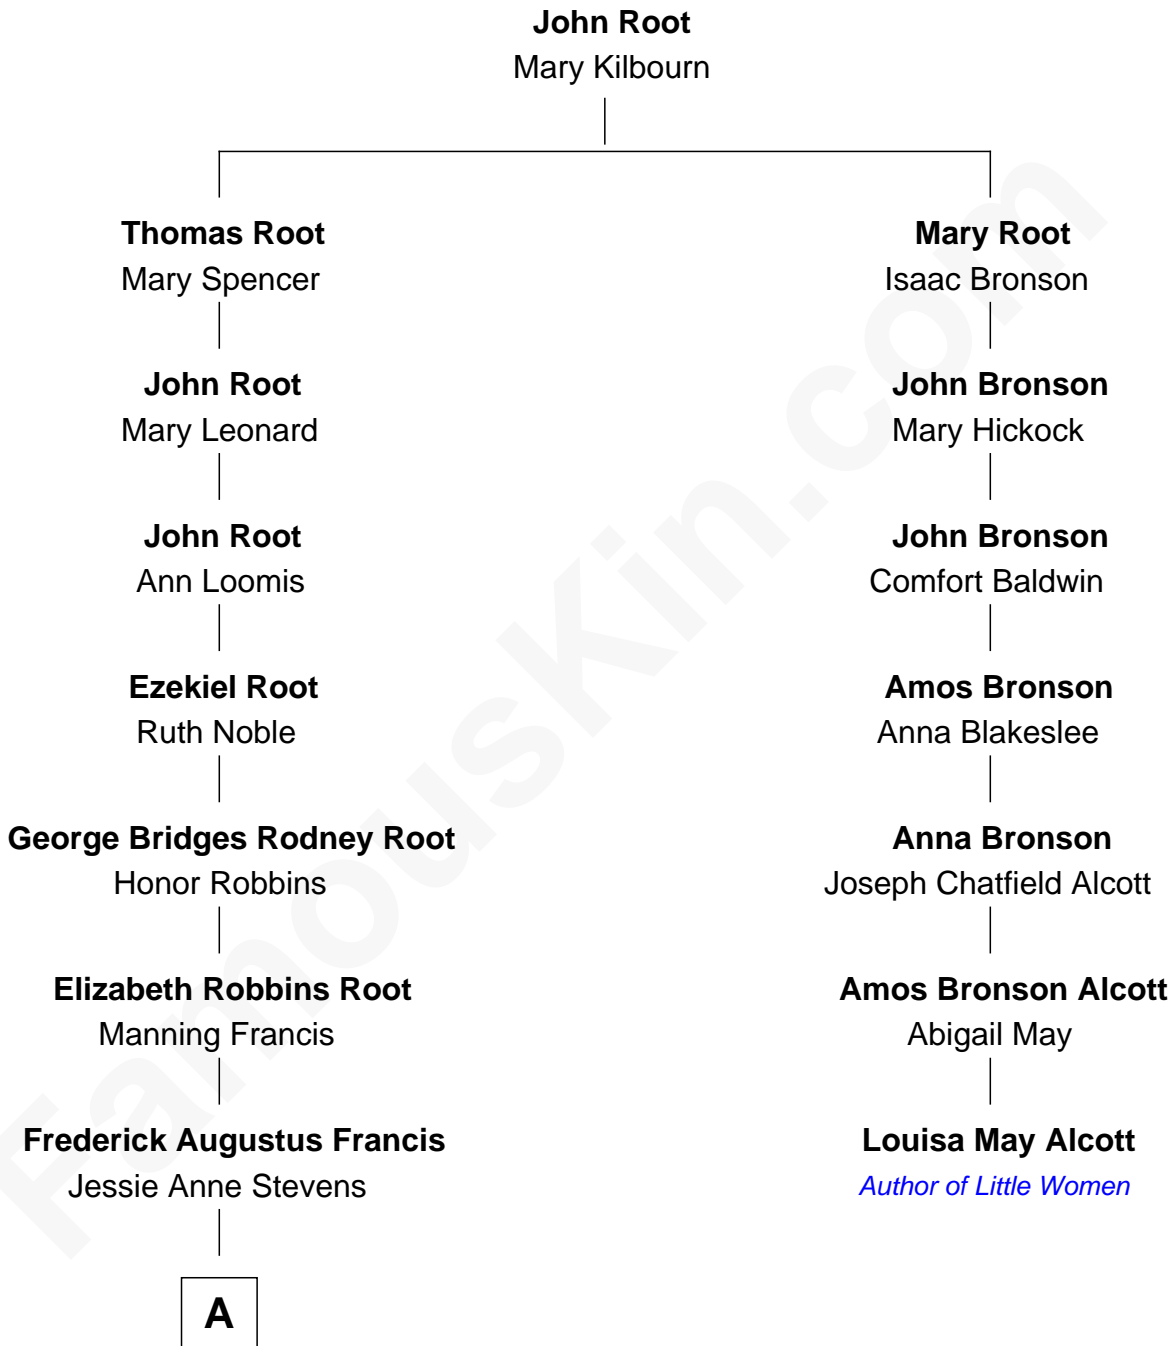 John Root
Mary Kilbourn
Thomas Root
Mary Spencer
Mary Root
Isaac Bronson
John Root
Mary Leonard
John Bronson
Mary Hickock
John Root
Ann Loomis
John Bronson
Comfort Baldwin
Ezekiel Root
Ruth Noble
Amos Bronson
Anna Blakeslee
George Bridges Rodney Root
Honor Robbins
Anna Bronson
Joseph Chatfield Alcott
Elizabeth Robbins Root
Manning Francis
Amos Bronson Alcott
Abigail May
Frederick Augustus Francis
Jessie Anne Stevens
Louisa May Alcott
Author of Little Women
A
FamousKin.com